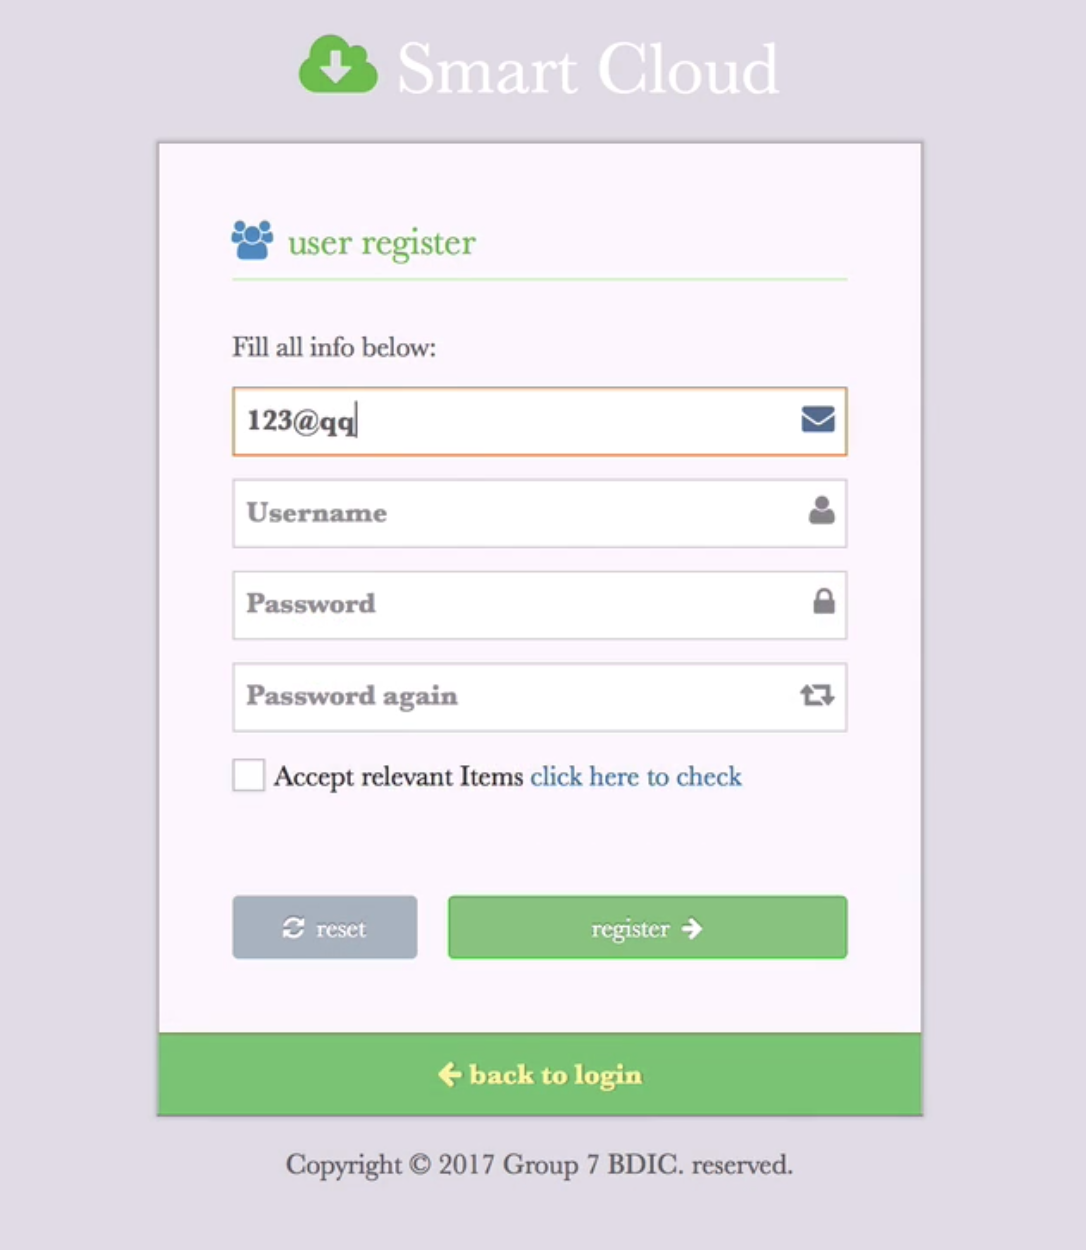 Smart Cloud
user register
Fill all info below:
123@qq
Username
Password
Password again
Accept relevant Items click here to check
reset
register
back to login
Copyright © 2017 Group 7 BDIC. reserved.